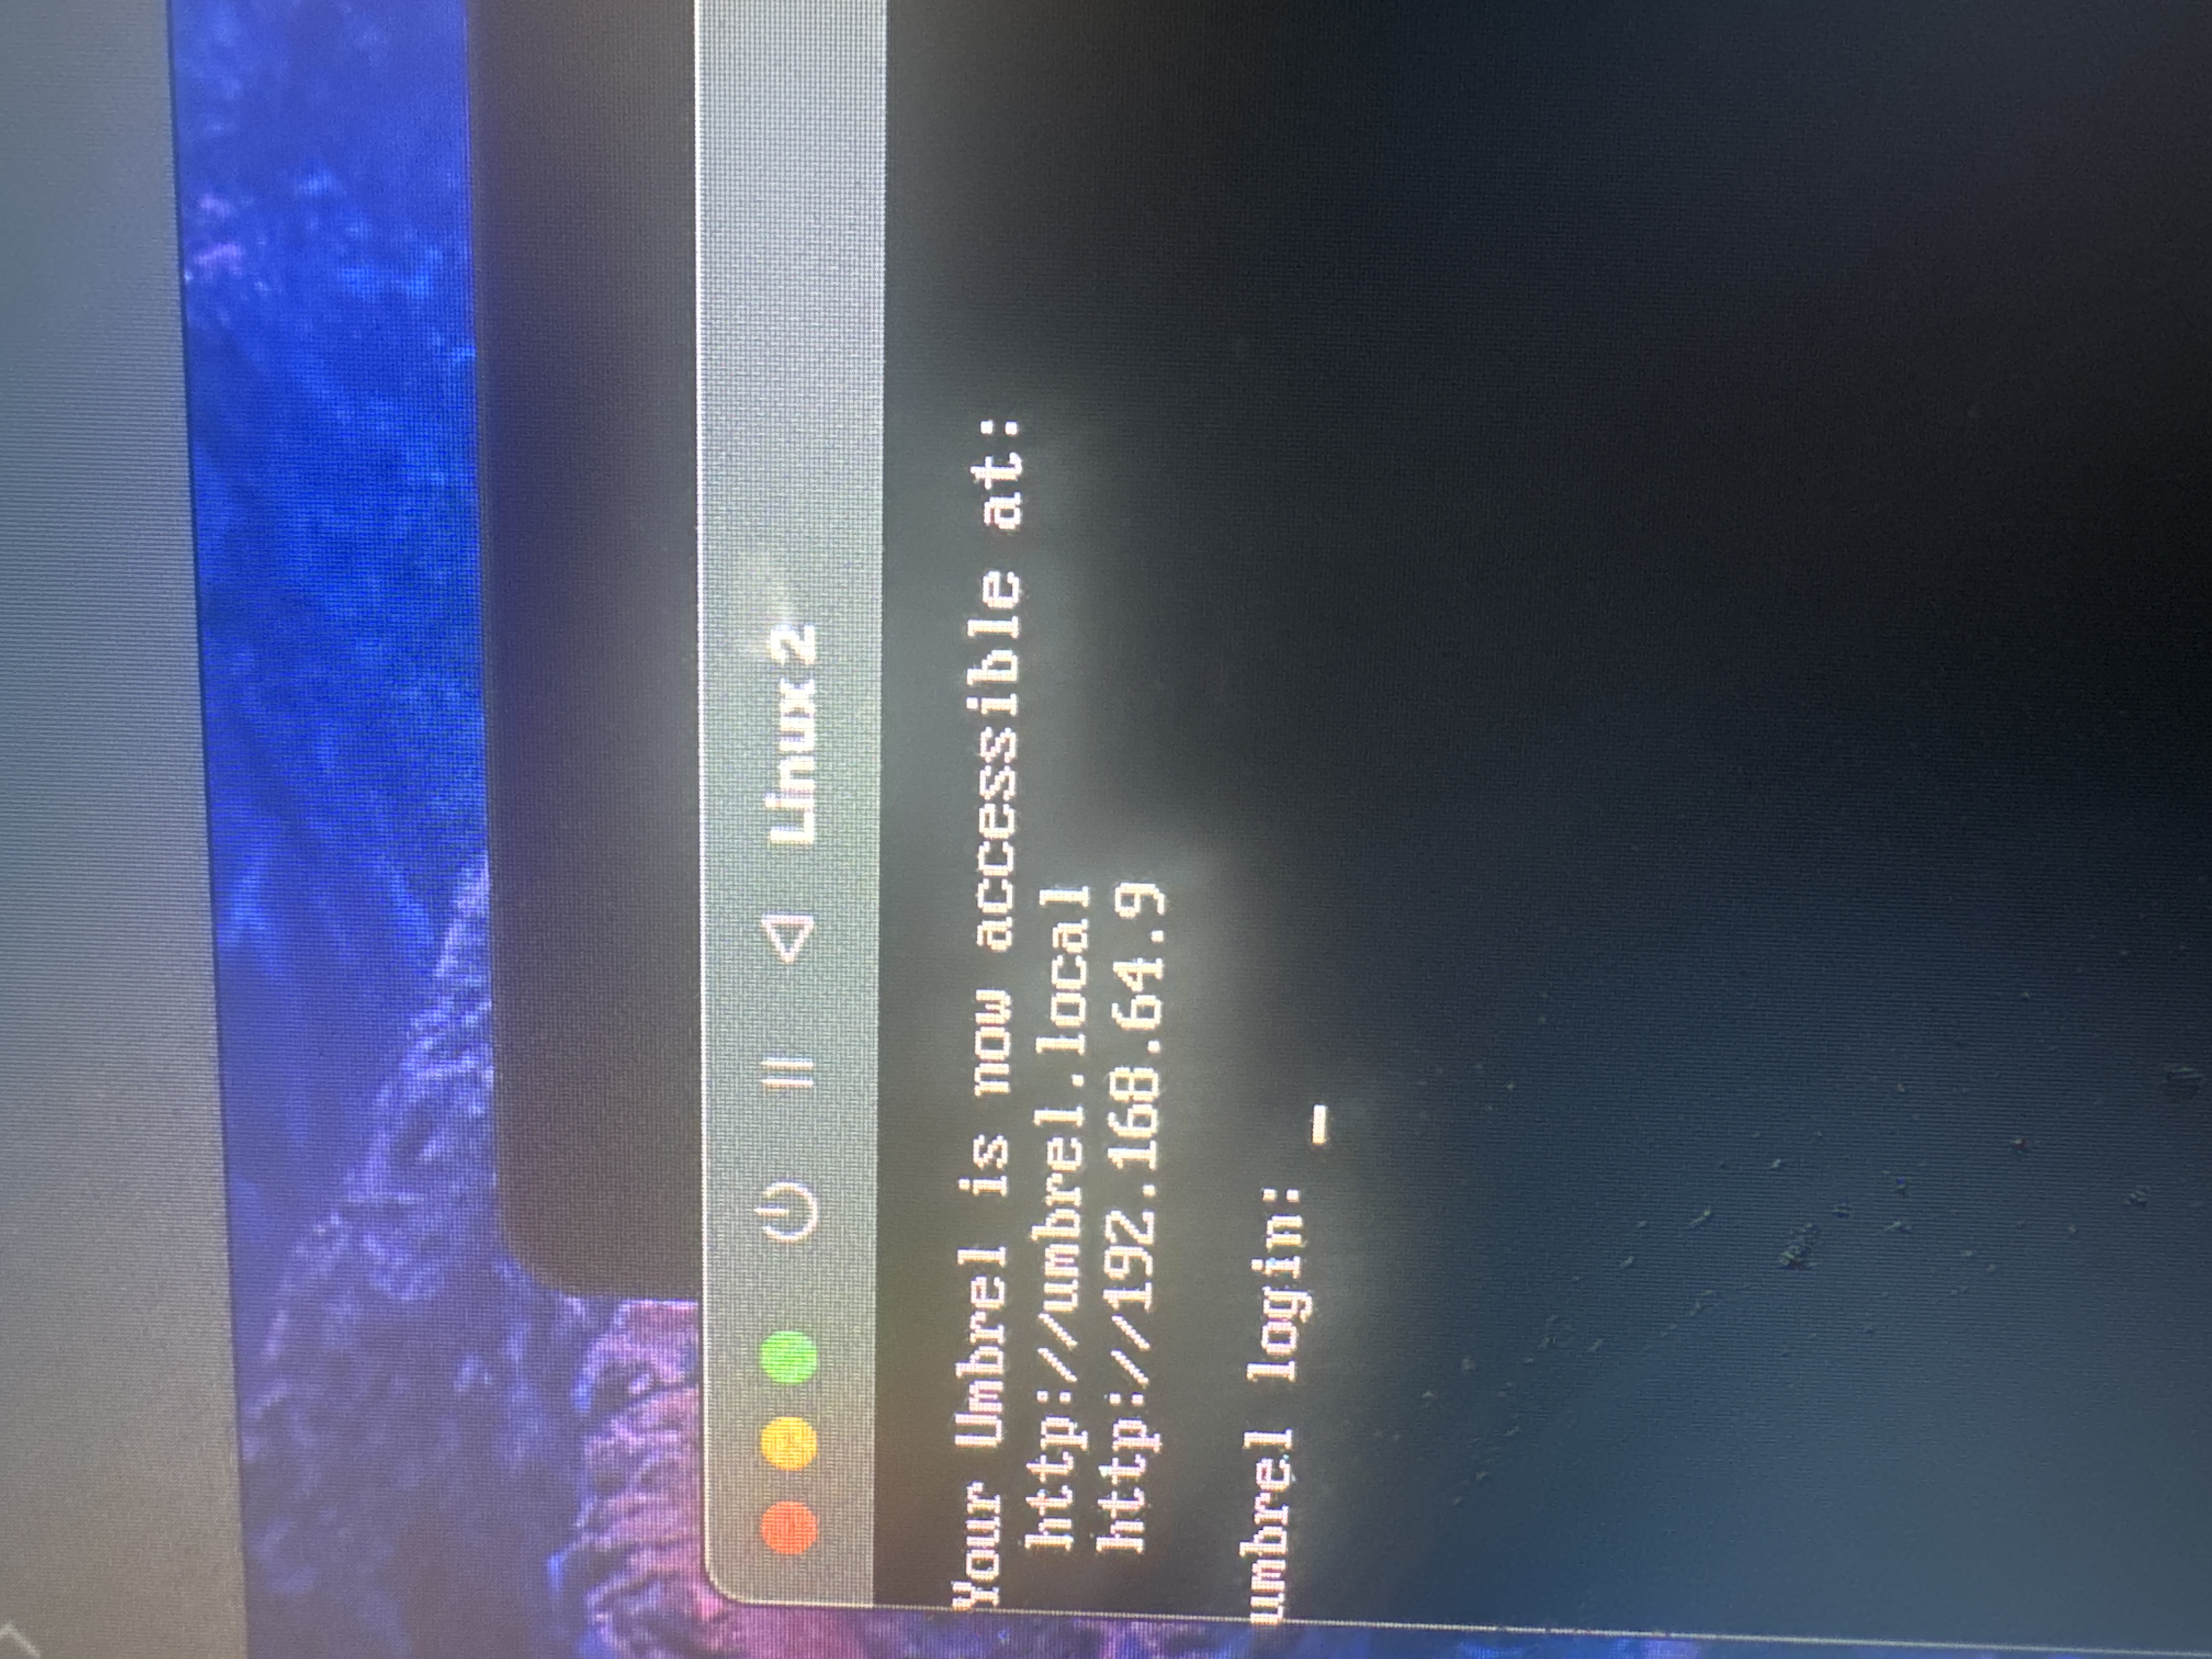 Linux 2
Your Umbrel is now accessible at:
http://umbrel.local
http://192.168.64.9
umbrel login: _